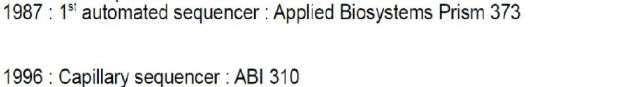 1987 : 1st automated sequencer : Applied Biosystems Prism 373
1996 : Capillary sequencer : ABI 310